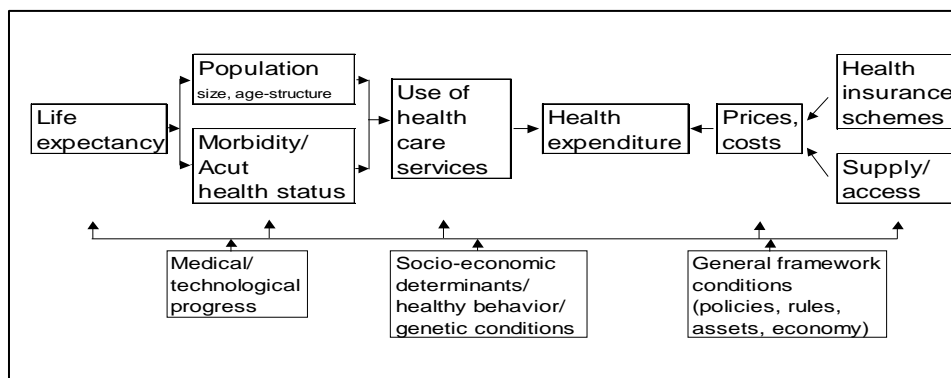 Life
expectancy
Population
size, age-structure
Morbidity/
Acut
health status
Use of
health
care
services
Health
expenditure
Prices,
costs
Health
insurance
schemes
Supply/
access
Medical/
technological
progress
Socio-economic
determinants/
healthy behavior/
genetic conditions
General framework
conditions
(policies, rules,
assets, economy)